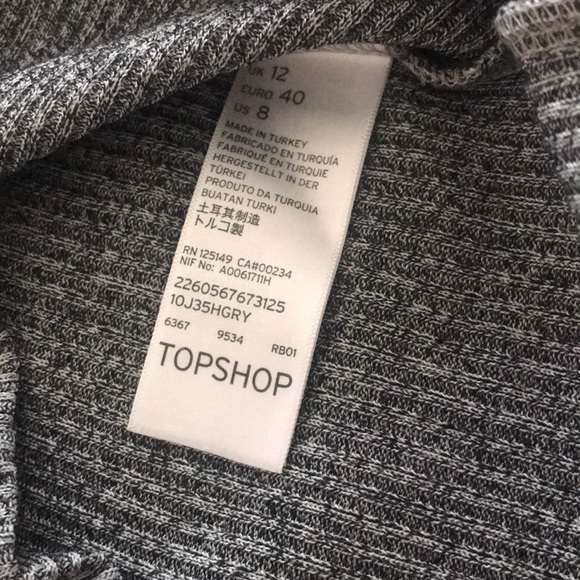 UK 12
EURO 40
US 8
MADE IN TURKEY
FABRICADO EN TURQUÍA
FABRIQUÉ EN TURQUIE
HERGESTELLT IN DER
TÜRKEI
PRODUTO DA TURQUIA
BUATAN TURKI
土耳其制造
トルコ製
RN 125149 CA#00234
NIF No: A0061711H
2260567673125
10J35HGRY
6367 9534 RB01
TOPSHOP